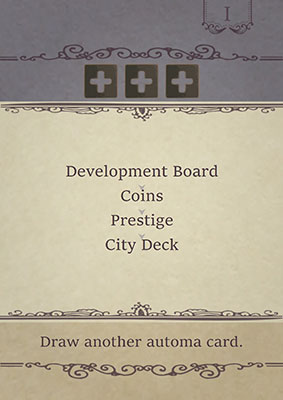 I
Development Board
Coins
Prestige
City Deck
Draw another automa card.